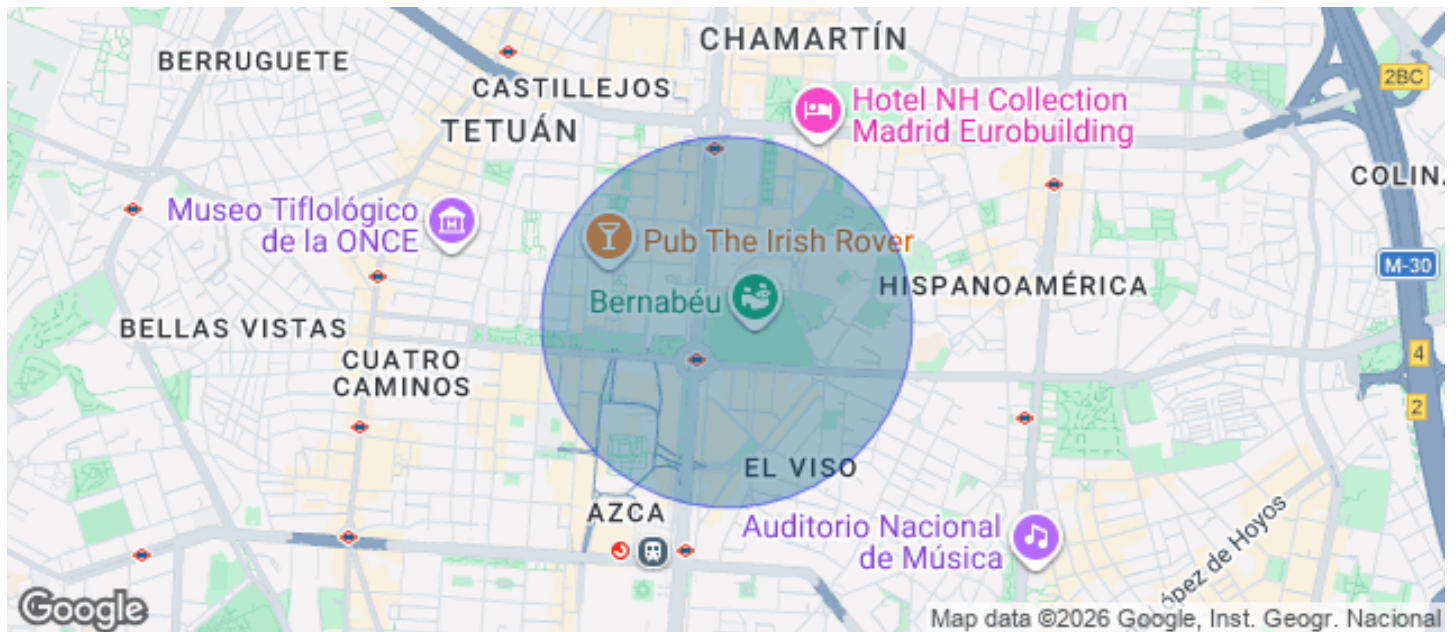 CHAMARTÍN
BERRUGUETE
2BC
CASTILLEJOS
Hotel NH Collection
Madrid Eurobuilding
TETUÁN
COLIN
Museo Tiflológico
de la ONCE
Pub The Irish Rover
M-30
HISPANOAMÉRICA
Bernabéu
BELLAS VISTAS
4
CUATRO
CAMINOS
2
EL VISO
AZCA
Auditorio Nacional
de Música
ópez de Hoyos
Google
Map data ©2026 Google, Inst. Geogr. Nacional